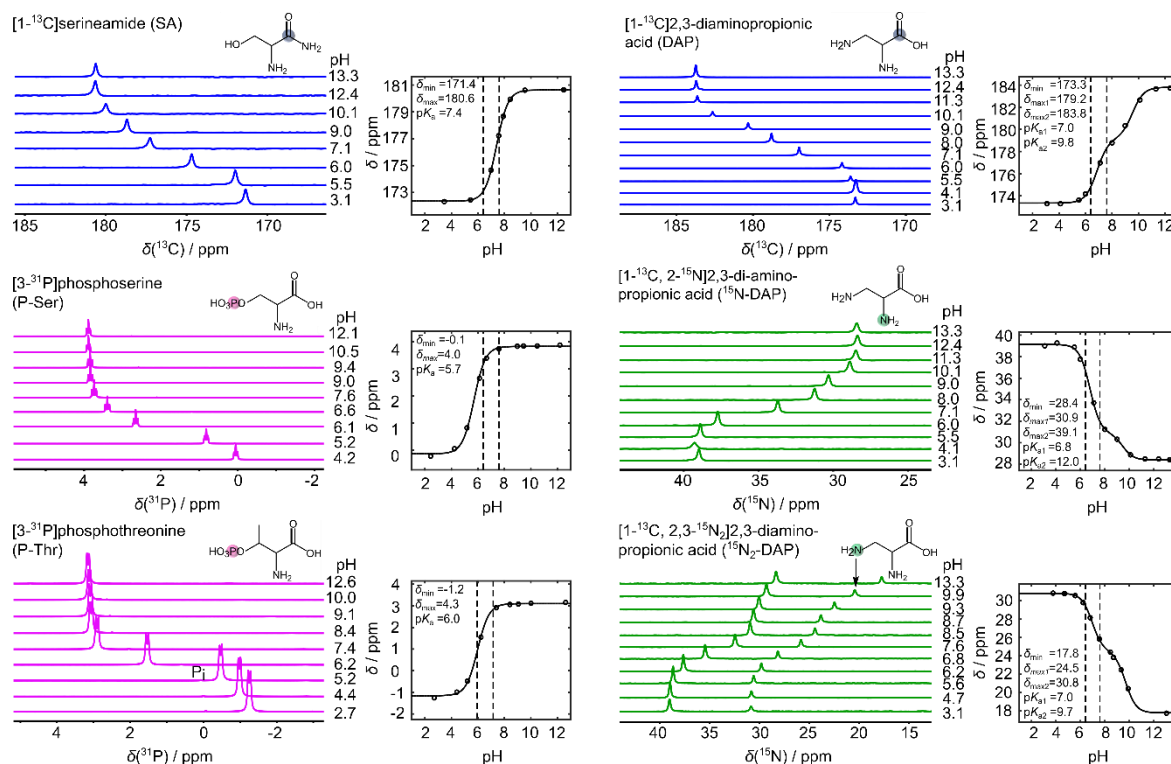 [1-¹³C]serineamide (SA)
O
HO
NH₂
NH₂
pH
13.3
12.4
10.1
9.0
7.1
6.0
5.5
3.1
185 180 175 170
δ(¹³C) / ppm
181
179
177
175
173
δ / ppm
δmin =171.4
δmax=180.6
pKa =7.4
2 4 6 8 10 12
pH
[1-¹³C]2,3-diaminopropionic
acid (DAP)
O
H₂N
OH
NH₂
pH
13.3
12.4
11.3
10.1
9.0
8.0
7.1
6.0
5.5
4.1
3.1
185 180 175 170
δ(¹³C) / ppm
184
182
180
178
176
174
δ / ppm
δmin =173.3
δmax1=179.2
δmax2=183.8
pKa1 =7.0
pKa2 =9.8
2 4 6 8 10 12
pH
[3-³¹P]phosphoserine
(P-Ser)
O
HO₃PO
OH
NH₂
pH
12.1
10.5
9.4
9.0
7.6
6.6
6.1
5.2
4.2
4 2 0 -2
δ(³¹P) / ppm
4
2
0
δ / ppm
δmin =-0.1
δmax=4.0
pKa =5.7
2 4 6 8 10 12
pH
[1-¹³C, 2-¹⁵N]2,3-di-amino-
propionic acid (¹⁵N-DAP)
O
H₂N
OH
NH₂
pH
13.3
12.4
11.3
10.1
9.0
8.0
7.1
6.0
5.5
4.1
3.1
40 35 30 25
δ(¹⁵N) / ppm
40
38
36
34
32
30
28
δ / ppm
δmin =28.4
δmax1=30.9
δmax2=39.1
pKa1 =6.8
pKa2 =12.0
0 2 4 6 8 10 12
pH
[3-³¹P]phosphothreonine
(P-Thr)
O
HO₃PO
OH
NH₂
pH
12.6
10.0
9.1
8.4
7.4
6.2
5.2
4.4
2.7
Pi
4 2 0 -2
δ(³¹P) / ppm
4
3
2
1
0
-1
-2
δ / ppm
δmin =-1.2
δmax=4.3
pKa =6.0
2 4 6 8 10 12
pH
[1-¹³C, 2,3-¹⁵N₂]2,3-diamino-
propionic acid (¹⁵N₂-DAP)
O
H₂N
OH
NH₂
pH
13.3
9.9
9.3
8.7
8.5
7.6
6.8
6.2
5.6
4.7
3.1
40 35 30 25 20 15
δ(¹⁵N) / ppm
30
27
24
21
18
δ / ppm
δmin =17.8
δmax1=24.5
δmax2=30.8
pKa1 =7.0
pKa2 =9.7
2 4 6 8 10 12
pH